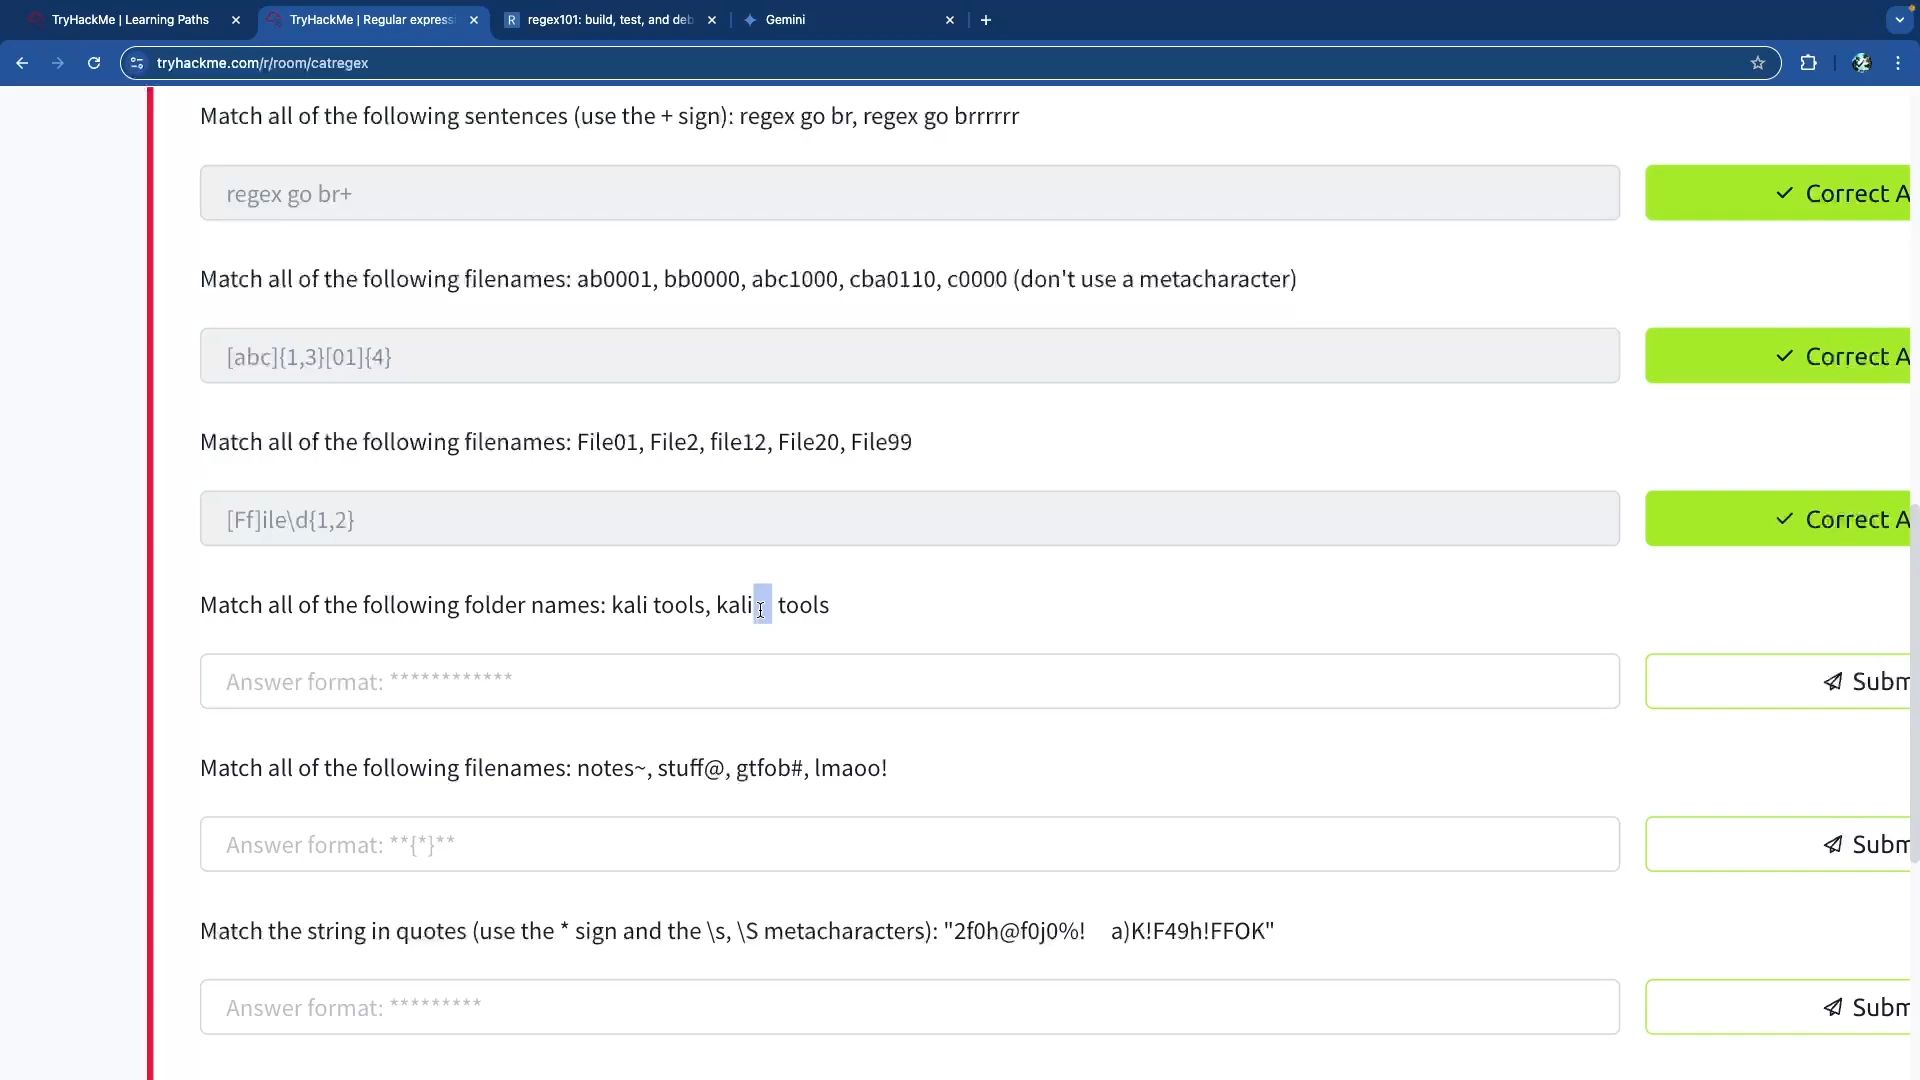 TryHackMe | Learning Paths
TryHackMe | Regular expressi
R regex101: build, test, and deb
Gemini
tryhackme.com/r/room/catregex
Match all of the following sentences (use the + sign): regex go br, regex go brrrrrr
regex go br+
Correct A
Match all of the following filenames: ab0001, bb0000, abc1000, cba0110, c0000 (don't use a metacharacter)
[abc]{1,3}[01]{4}
Correct A
Match all of the following filenames: File01, File2, file12, File20, File99
[Ff]ile\d{1,2}
Correct A
Match all of the following folder names: kali tools, kali    tools
Answer format: ************
Subm
Match all of the following filenames: notes~, stuff@, gtfob#, lmaoo!
Answer format: **{*}**
Subm
Match the string in quotes (use the * sign and the \s, \S metacharacters): "2f0h@f0j0%!    a)K!F49h!FFOK"
Answer format: *********
Subm